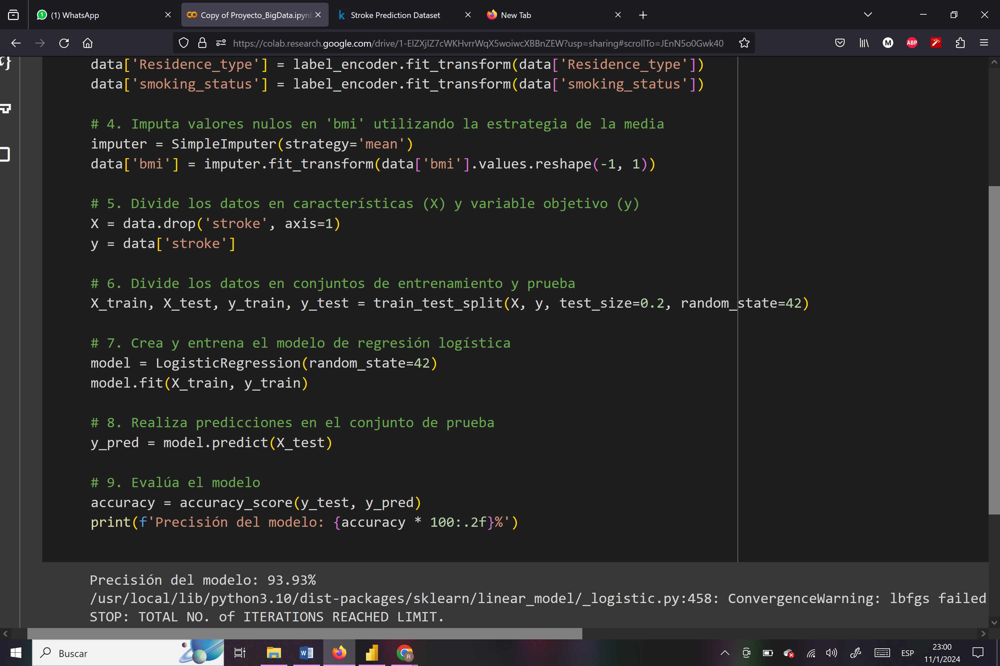 (1) WhatsApp
Copy of Proyecto_BigData.ipynb
Stroke Prediction Dataset
New Tab
https://colab.research.google.com/drive/1-ElZXjlZ7cWKHvrrWqX5woiwcXBBnZEW?usp=sharing#scrollTo=JEnN5o0Gwk40
M
ABP
data['Residence_type'] = label_encoder.fit_transform(data['Residence_type'])
data['smoking_status'] = label_encoder.fit_transform(data['smoking_status'])
# 4. Imputa valores nulos en 'bmi' utilizando la estrategia de la media
imputer = SimpleImputer(strategy='mean')
data['bmi'] = imputer.fit_transform(data['bmi'].values.reshape(-1, 1))
# 5. Divide los datos en características (X) y variable objetivo (y)
X = data.drop('stroke', axis=1)
y = data['stroke']
# 6. Divide los datos en conjuntos de entrenamiento y prueba
X_train, X_test, y_train, y_test = train_test_split(X, y, test_size=0.2, random_state=42)
# 7. Crea y entrena el modelo de regresión logística
model = LogisticRegression(random_state=42)
model.fit(X_train, y_train)
# 8. Realiza predicciones en el conjunto de prueba
y_pred = model.predict(X_test)
# 9. Evalúa el modelo
accuracy = accuracy_score(y_test, y_pred)
print(f'Precisión del modelo: {accuracy * 100:.2f}%')
Precisión del modelo: 93.93%
/usr/local/lib/python3.10/dist-packages/sklearn/linear_model/_logistic.py:458: ConvergenceWarning: lbfgs failed
STOP: TOTAL NO. of ITERATIONS REACHED LIMIT.
Buscar
ESP
23:00
11/1/2024